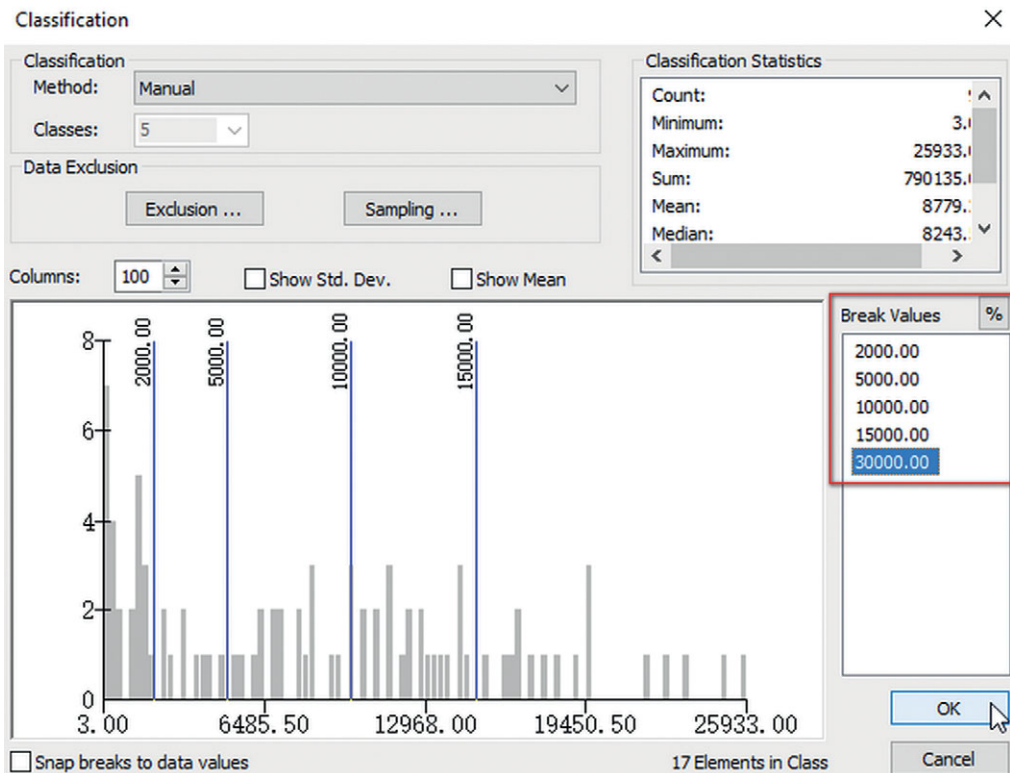 Classification
Classification
Method: Manual
Classes: 5
Data Exclusion
Exclusion ...
Sampling ...
Classification Statistics
Count:
Minimum: 3.
Maximum: 25933.
Sum: 790135.
Mean: 8779.
Median: 8243.
Columns: 100
Show Std. Dev.
Show Mean
Break Values %
2000.00
5000.00
10000.00
15000.00
30000.00
2000.00
5000.00
10000.00
15000.00
8
6
4
2
0
3.00 6485.50 12968.00 19450.50 25933.00
OK
Cancel
Snap breaks to data values
17 Elements in Class